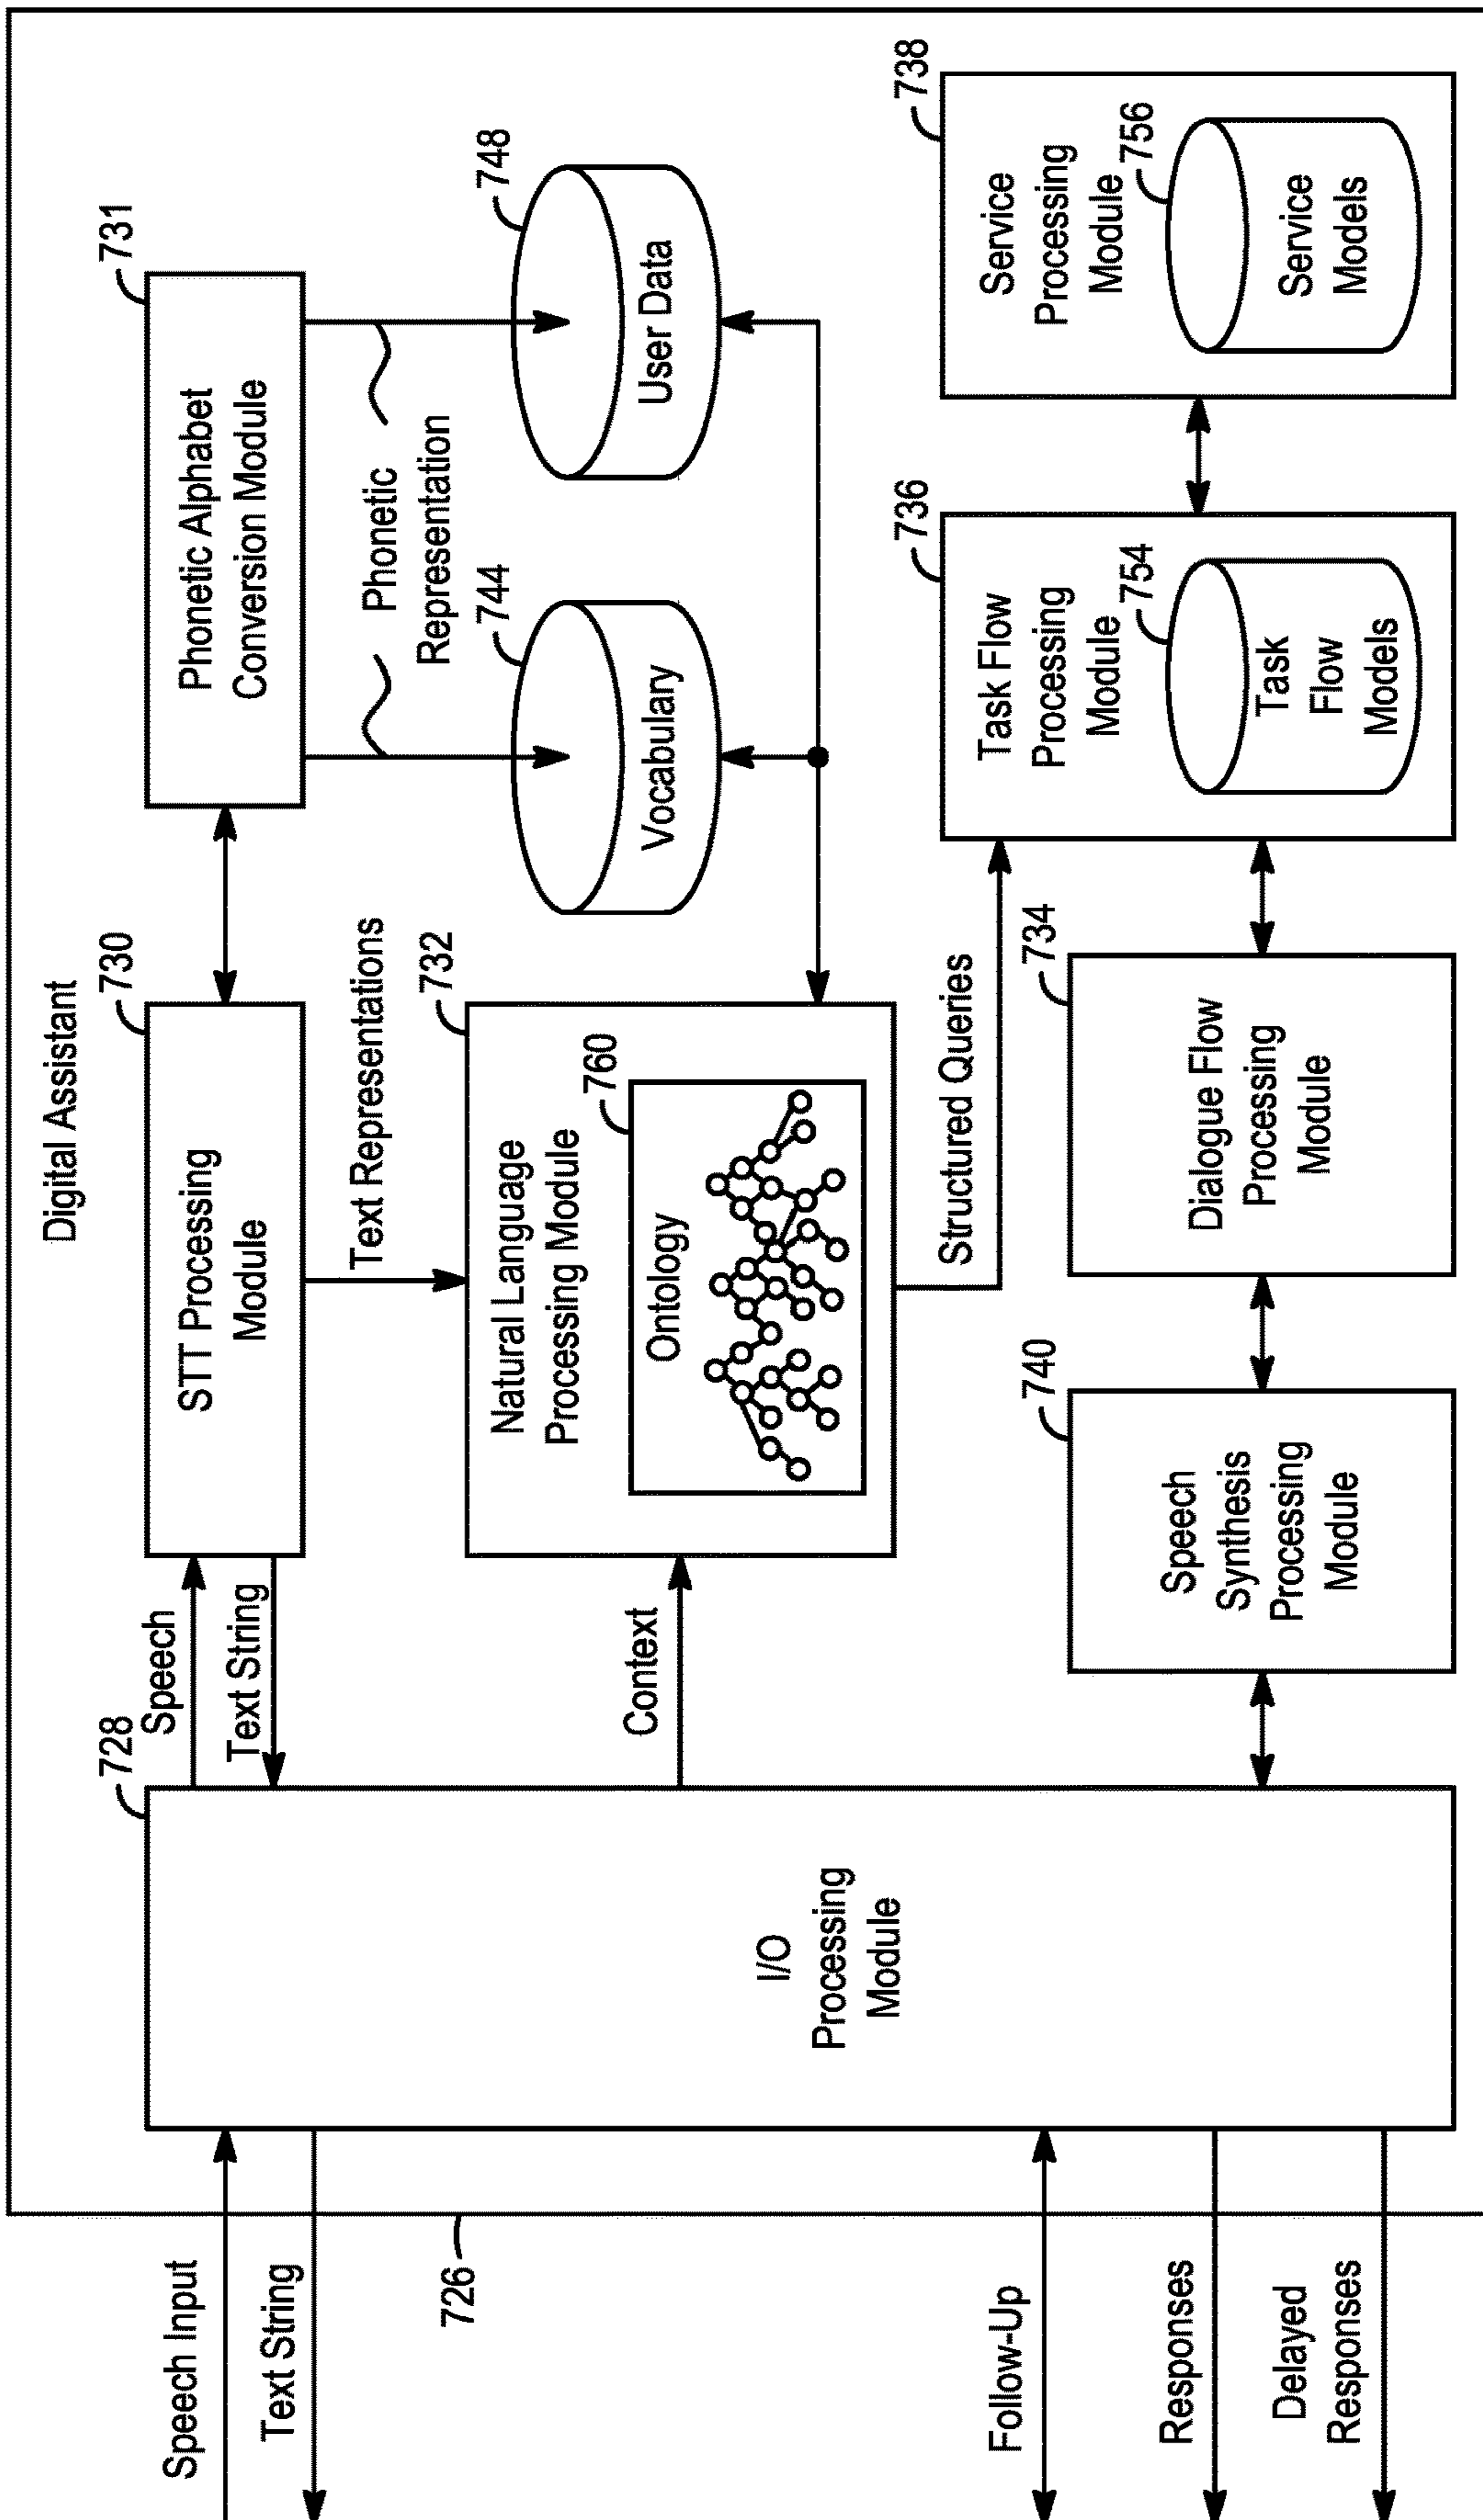 Digital Assistant
Speech Input
Text String
726
Follow-Up
Responses
Delayed
Responses
728
I/O
Processing
Module
Speech
Text String
Context
730
STT Processing
Module
Text Representations
732
Natural Language
Processing Module
760
Ontology
Structured Queries
731
Phonetic Alphabet
Conversion Module
Phonetic
Representation
744
Vocabulary
748
User Data
740
Speech
Synthesis
Processing
Module
734
Dialogue Flow
Processing
Module
736
Task Flow
Processing
Module
754
Task
Flow
Models
738
Service
Processing
Module
756
Service
Models